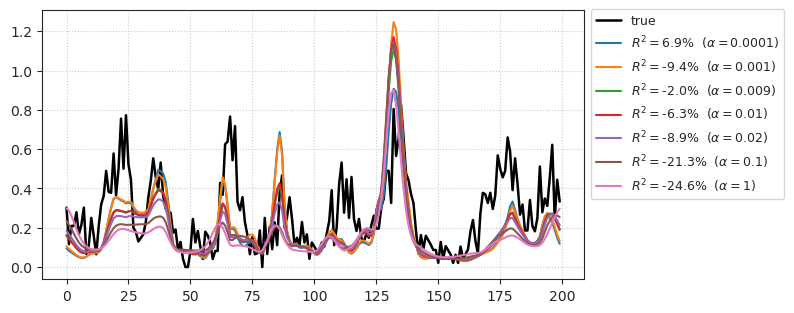 true
R² = 6.9% (α = 0.0001)
R² = -9.4% (α = 0.001)
R² = -2.0% (α = 0.009)
R² = -6.3% (α = 0.01)
R² = -8.9% (α = 0.02)
R² = -21.3% (α = 0.1)
R² = -24.6% (α = 1)
1.2
1.0
0.8
0.6
0.4
0.2
0.0
0 25 50 75 100 125 150 175 200